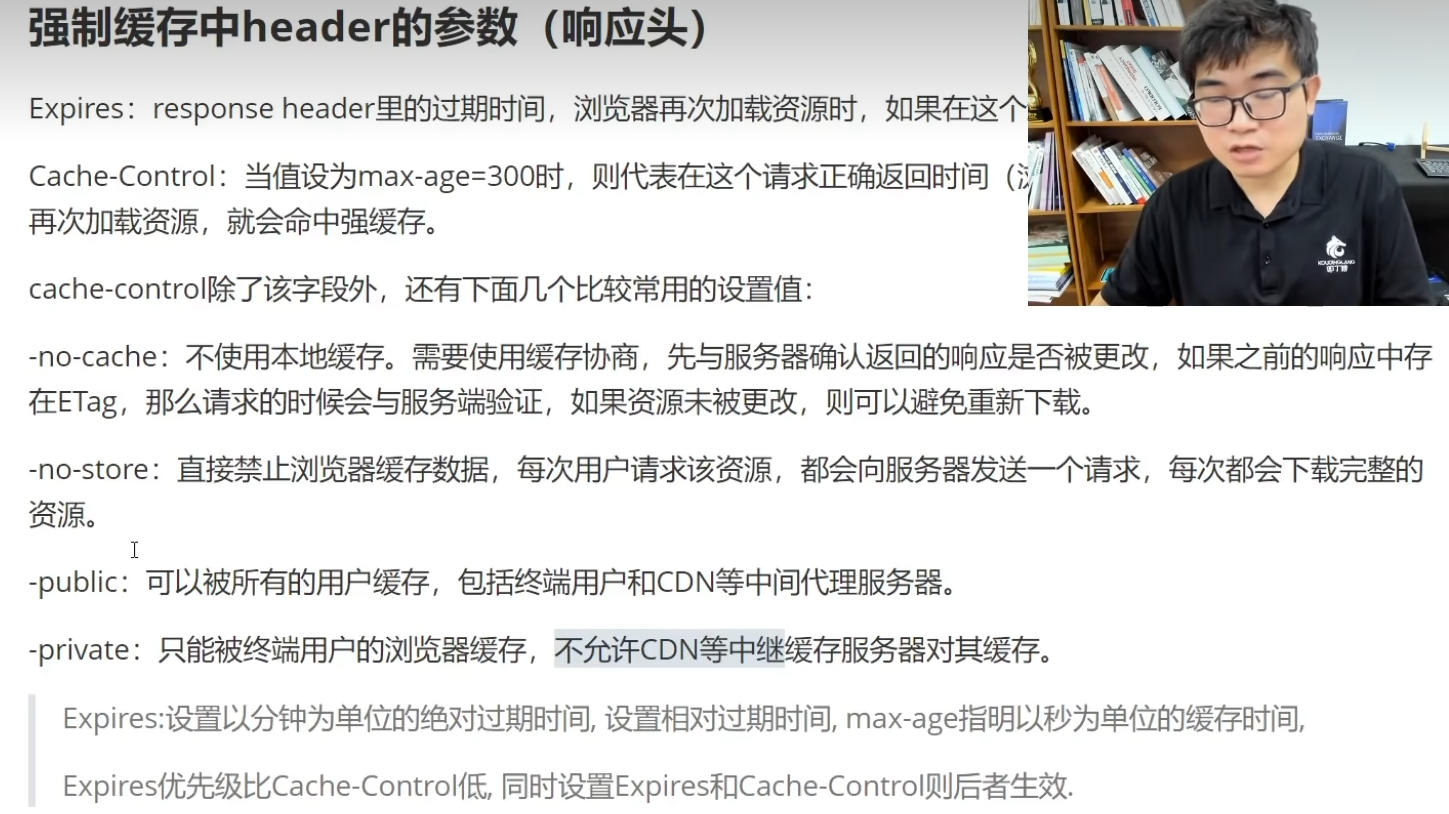 强制缓存中header的参数（响应头）
Expires：response header里的过期时间，浏览器再次加载资源时，如果在这个
Cache-Control：当值设为max-age=300时，则代表在这个请求正确返回时间（
再次加载资源，就会命中强缓存。
cache-control除了该字段外，还有下面几个比较常用的设置值：
-no-cache：不使用本地缓存。需要使用缓存协商，先与服务器确认返回的响应是否被更改，如果之前的响应中存
在ETag，那么请求的时候会与服务端验证，如果资源未被更改，则可以避免重新下载。
-no-store：直接禁止浏览器缓存数据，每次用户请求该资源，都会向服务器发送一个请求，每次都会下载完整的
资源。
-public：可以被所有的用户缓存，包括终端用户和CDN等中间代理服务器。
-private：只能被终端用户的浏览器缓存，不允许CDN等中继缓存服务器对其缓存。
Expires:设置以分钟为单位的绝对过期时间, 设置相对过期时间, max-age指明以秒为单位的缓存时间,
Expires优先级比Cache-Control低, 同时设置Expires和Cache-Control则后者生效.